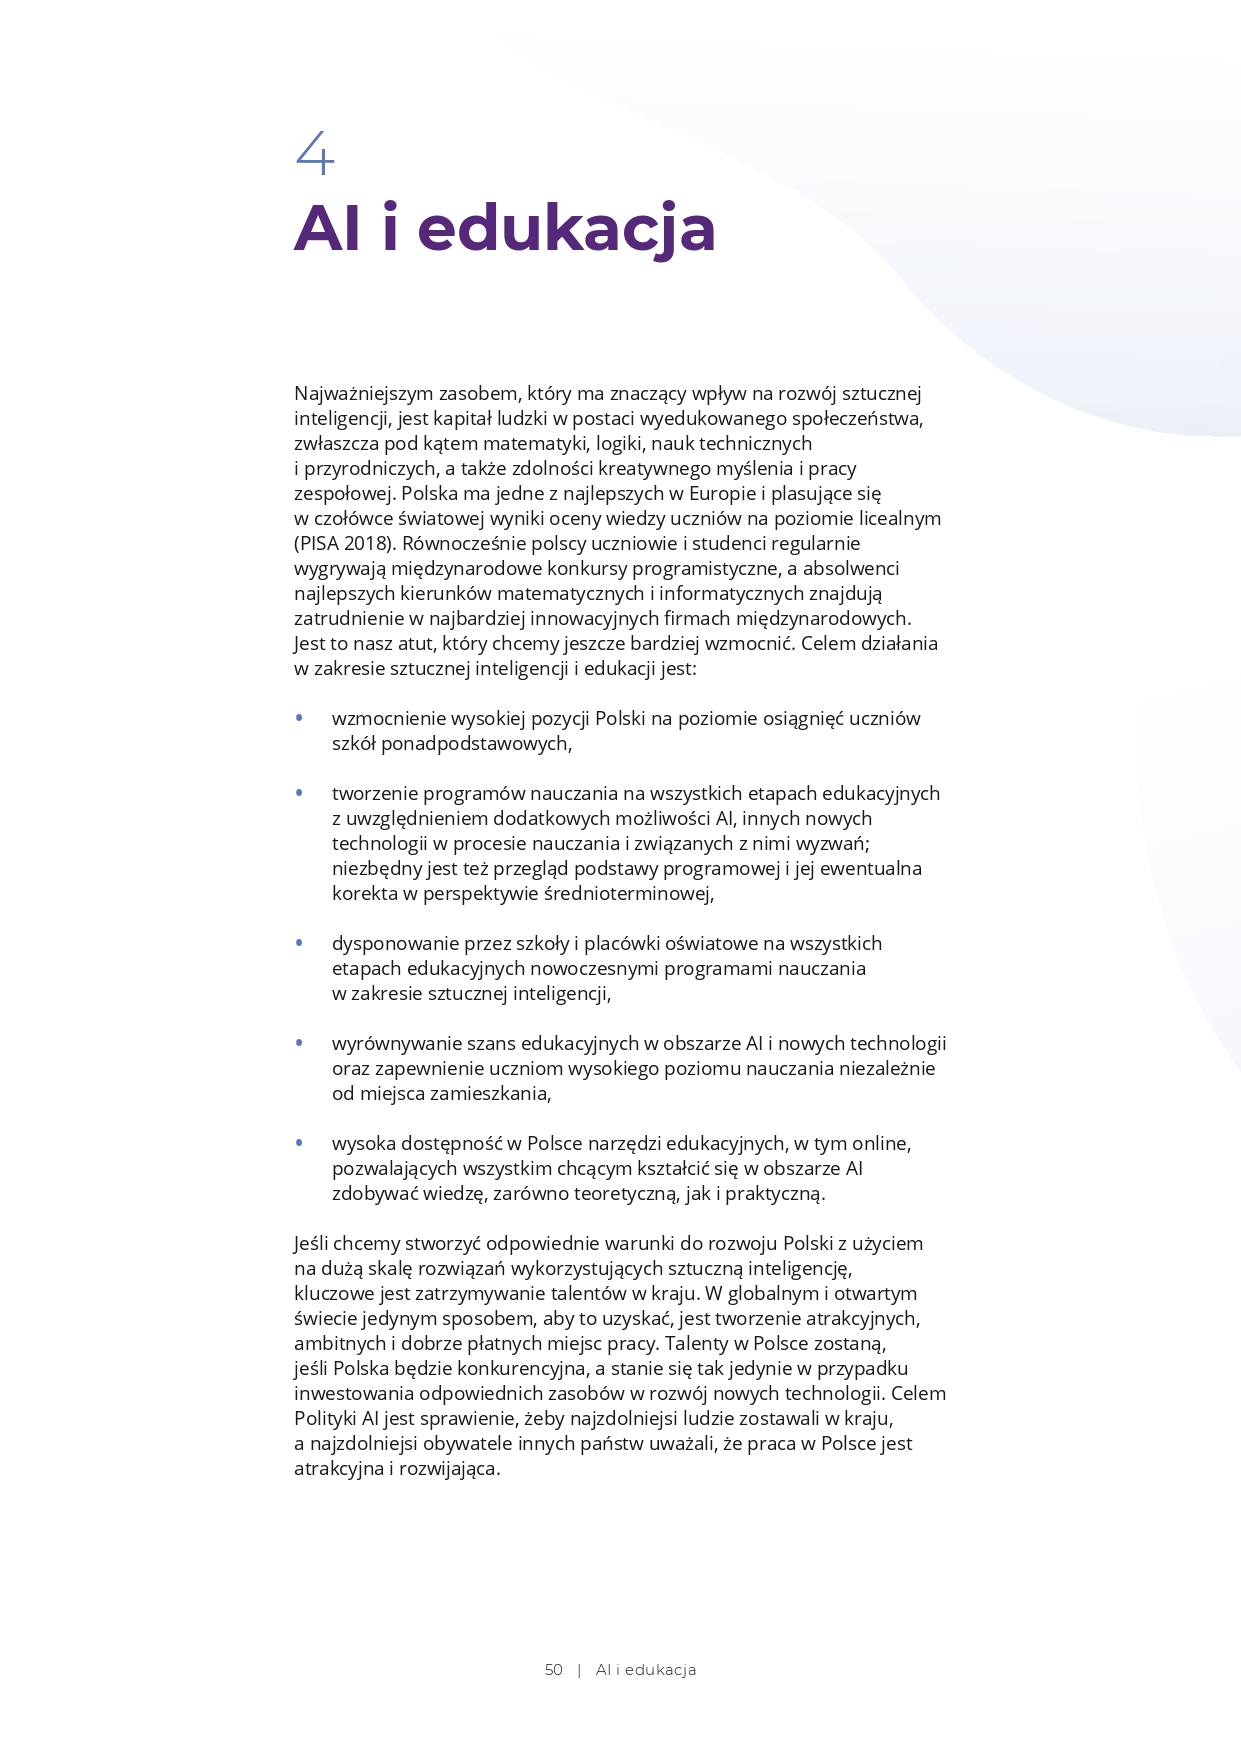 4
AI i edukacja
Najważniejszym zasobem, który ma znaczący wpływ na rozwój sztucznej
inteligencji, jest kapitał ludzki w postaci wyedukowanego społeczeństwa,
zwłaszcza pod kątem matematyki, logiki, nauk technicznych
i przyrodniczych, a także zdolności kreatywnego myślenia i pracy
zespołowej. Polska ma jedne z najlepszych w Europie i plasujące się
w czołówce światowej wyniki oceny wiedzy uczniów na poziomie licealnym
(PISA 2018). Równocześnie polscy uczniowie i studenci regularnie
wygrywają międzynarodowe konkursy programistyczne, a absolwenci
najlepszych kierunków matematycznych i informatycznych znajdują
zatrudnienie w najbardziej innowacyjnych firmach międzynarodowych.
Jest to nasz atut, który chcemy jeszcze bardziej wzmocnić. Celem działania
w zakresie sztucznej inteligencji i edukacji jest:
• wzmocnienie wysokiej pozycji Polski na poziomie osiągnięć uczniów
szkół ponadpodstawowych,
• tworzenie programów nauczania na wszystkich etapach edukacyjnych
z uwzględnieniem dodatkowych możliwości AI, innych nowych
technologii w procesie nauczania i związanych z nimi wyzwań;
niezbędny jest też przegląd podstawy programowej i jej ewentualna
korekta w perspektywie średnioterminowej,
• dysponowanie przez szkoły i placówki oświatowe na wszystkich
etapach edukacyjnych nowoczesnymi programami nauczania
w zakresie sztucznej inteligencji,
• wyrównywanie szans edukacyjnych w obszarze AI i nowych technologii
oraz zapewnienie uczniom wysokiego poziomu nauczania niezależnie
od miejsca zamieszkania,
• wysoka dostępność w Polsce narzędzi edukacyjnych, w tym online,
pozwalających wszystkim chcącym kształcić się w obszarze AI
zdobywać wiedzę, zarówno teoretyczną, jak i praktyczną.
Jeśli chcemy stworzyć odpowiednie warunki do rozwoju Polski z użyciem
na dużą skalę rozwiązań wykorzystujących sztuczną inteligencję,
kluczowe jest zatrzymywanie talentów w kraju. W globalnym i otwartym
świecie jedynym sposobem, aby to uzyskać, jest tworzenie atrakcyjnych,
ambitnych i dobrze płatnych miejsc pracy. Talenty w Polsce zostaną,
jeśli Polska będzie konkurencyjna, a stanie się tak jedynie w przypadku
inwestowania odpowiednich zasobów w rozwój nowych technologii. Celem
Polityki AI jest sprawienie, żeby najzdolniejsi ludzie zostawali w kraju,
a najzdolniejsi obywatele innych państw uważali, że praca w Polsce jest
atrakcyjna i rozwijająca.
50 | AI i edukacja